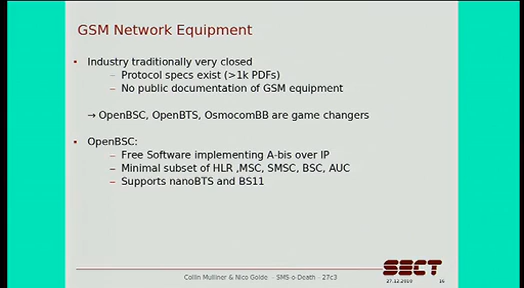 GSM Network Equipment
• Industry traditionally very closed
– Protocol specs exist (>1k PDFs)
– No public documentation of GSM equipment
→ OpenBSC, OpenBTS, OsmocomBB are game changers
• OpenBSC:
– Free Software implementing A-bis over IP
– Minimal subset of HLR ,MSC, SMSC, BSC, AUC
– Supports nanoBTS and BS11
Collin Mulliner & Nico Golde - SMS-o-Death - 27c3
SECT
27.12.2010 16